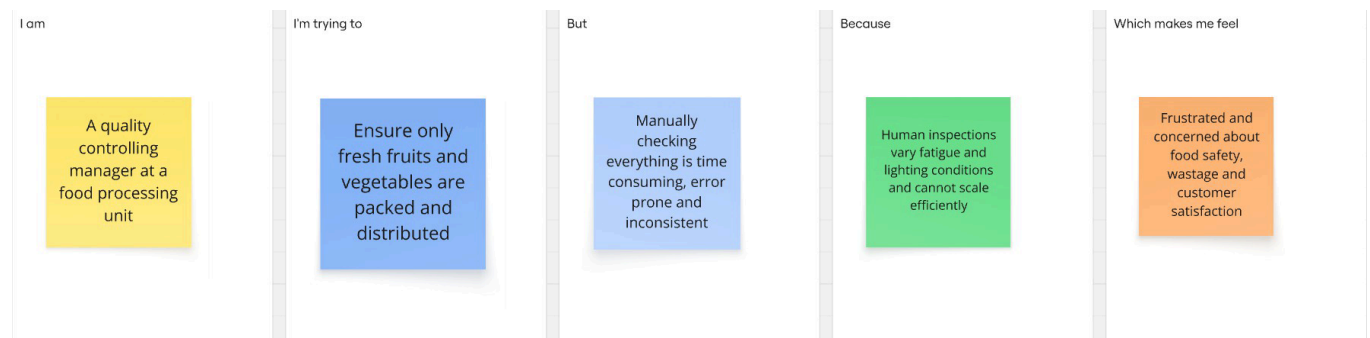 I am
A quality
controlling
manager at a
food processing
unit
I'm trying to
Ensure only
fresh fruits and
vegetables are
packed and
distributed
But
Manually
checking
everything is time
consuming, error
prone and
inconsistent
Because
Human inspections
vary fatigue and
lighting conditions
and cannot scale
efficiently
Which makes me feel
Frustrated and
concerned about
food safety,
wastage and
customer
satisfaction